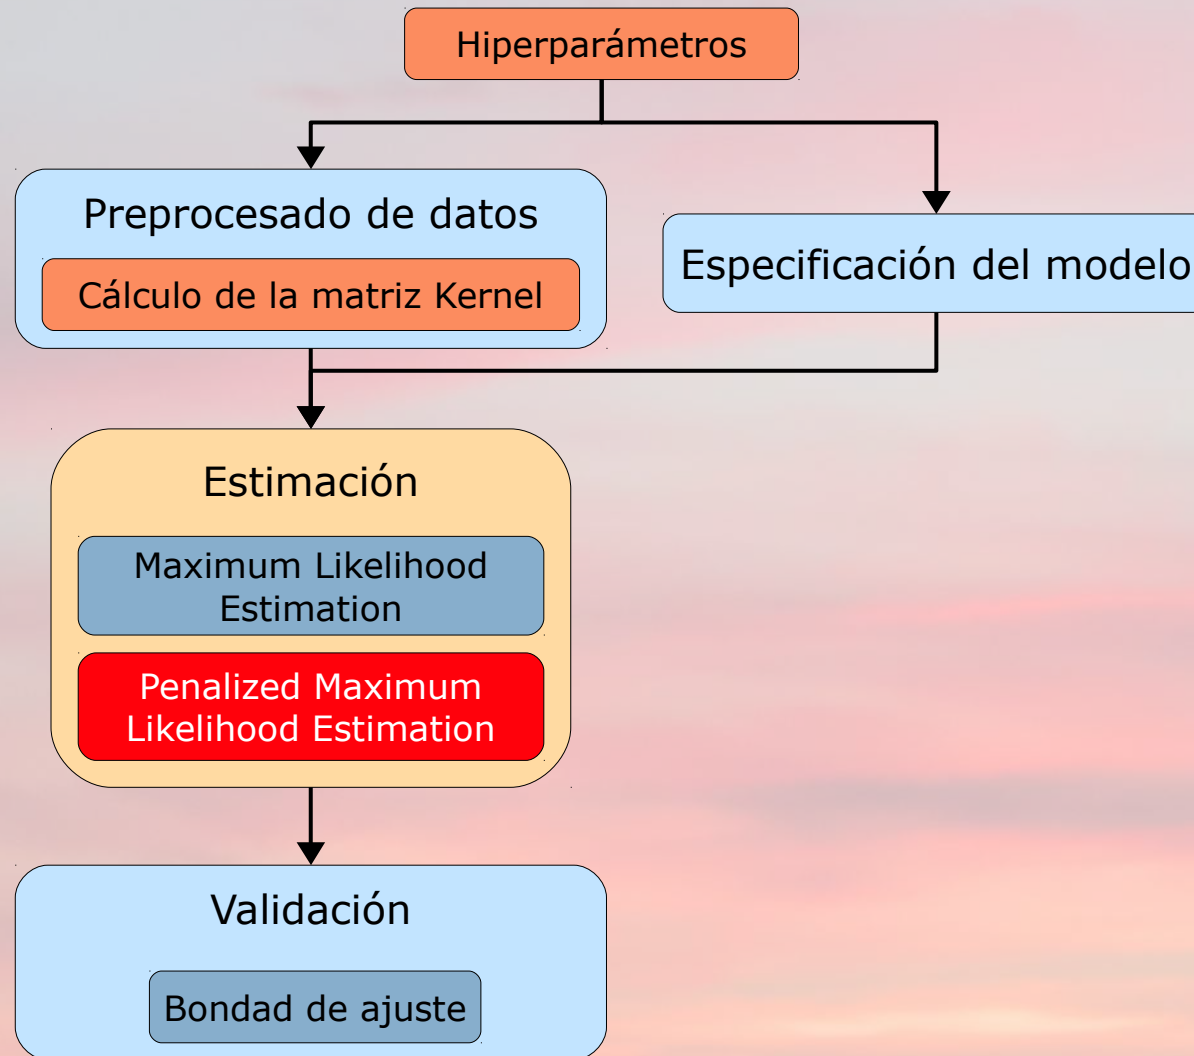 Hiperparámetros
Preprocesado de datos
Cálculo de la matriz Kernel
Especificación del modelo
Estimación
Maximum Likelihood
Estimation
Penalized Maximum
Likelihood Estimation
Validación
Bondad de ajuste